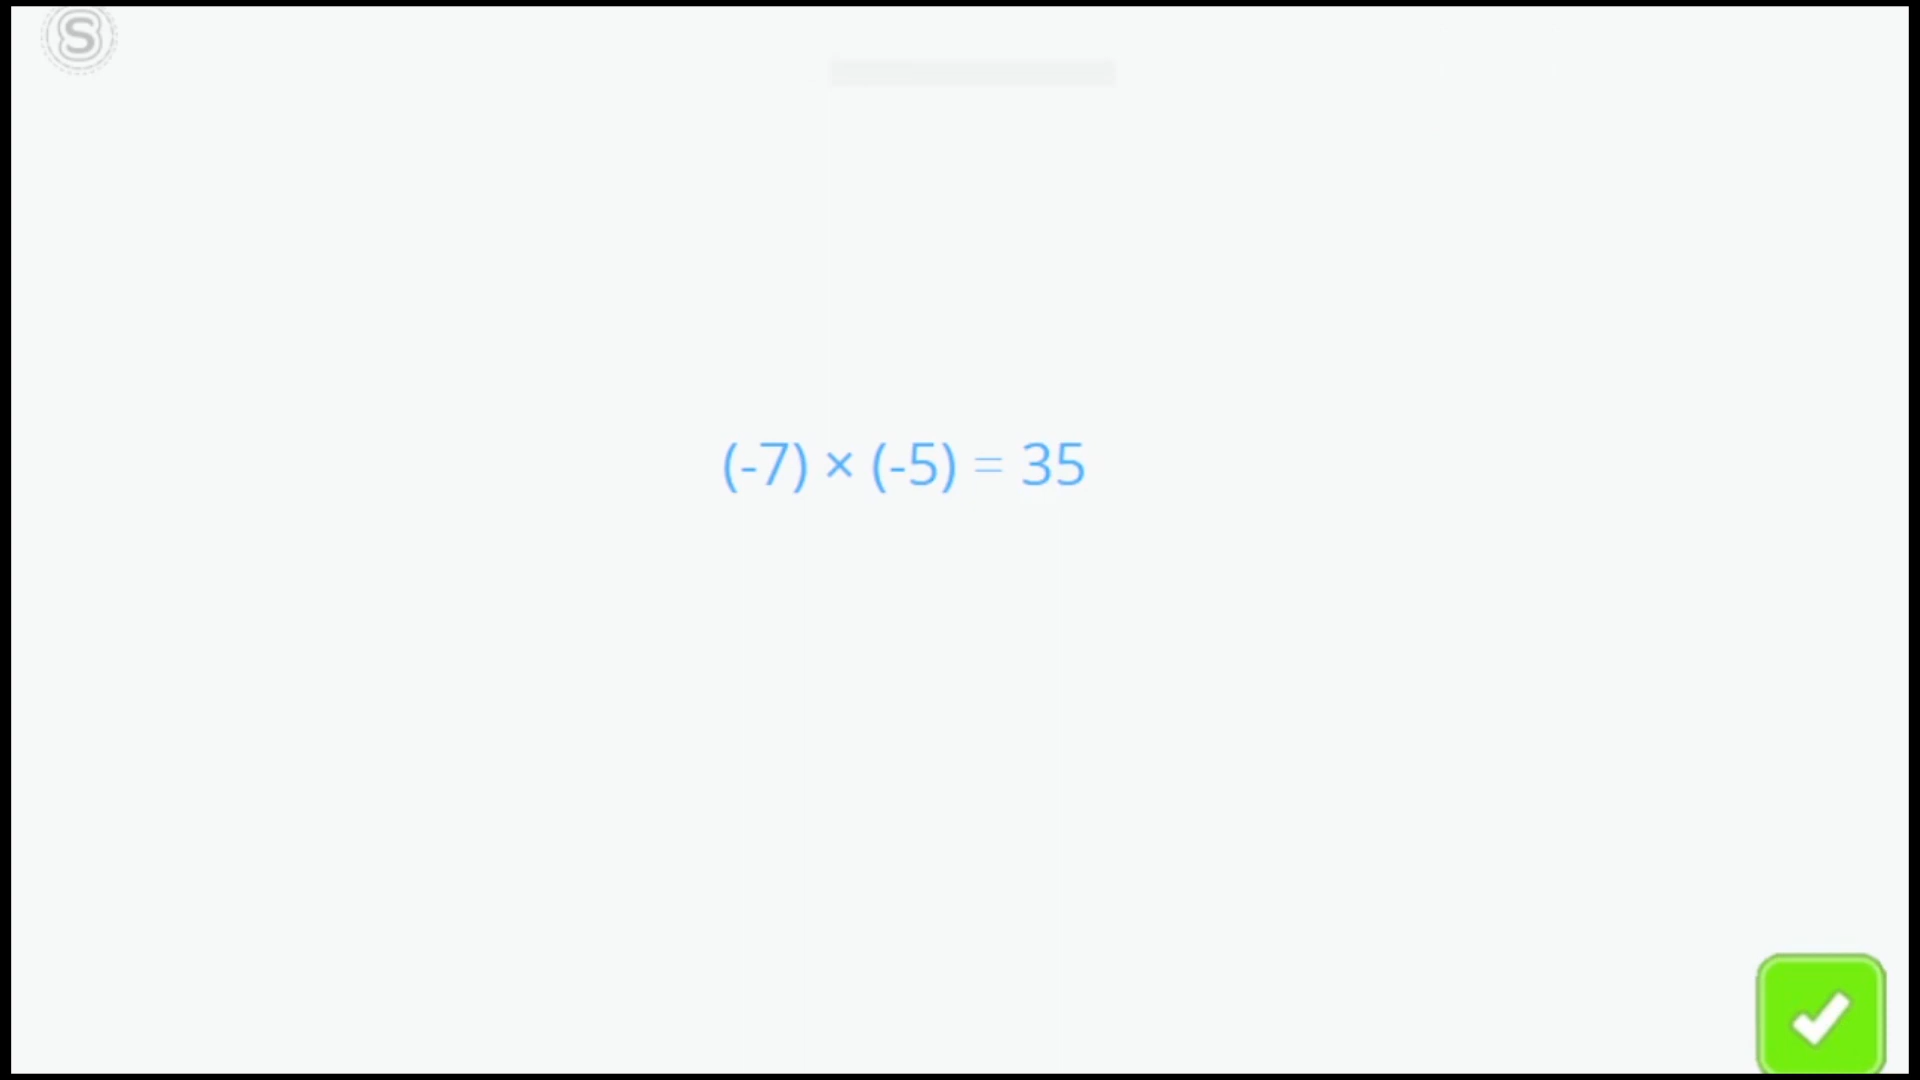 S
(-7) × (-5) = 35